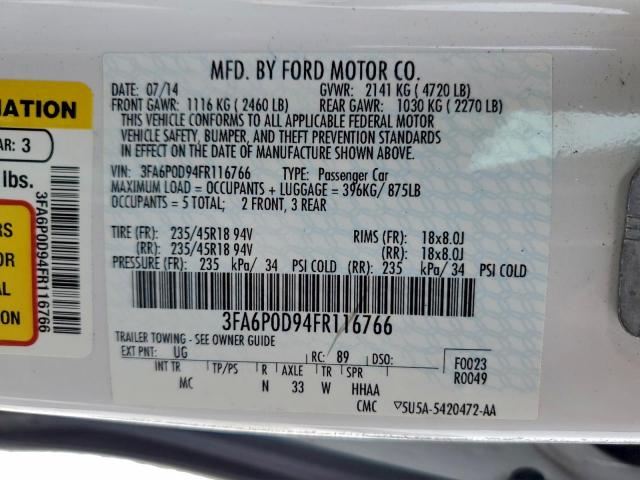 MFD. BY FORD MOTOR CO.
DATE: 07/14 GVWR: 2141 KG (4720 LB)
FRONT GAWR: 1116 KG (2460 LB) REAR GAWR: 1030 KG (2270 LB)
THIS VEHICLE CONFORMS TO ALL APPLICABLE FEDERAL MOTOR
VEHICLE SAFETY, BUMPER, AND THEFT PREVENTION STANDARDS
IN EFFECT ON THE DATE OF MANUFACTURE SHOWN ABOVE.
VIN: 3FA6P0D94FR116766 TYPE: Passenger Car
MAXIMUM LOAD = OCCUPANTS + LUGGAGE = 396KG/ 875LB
OCCUPANTS = 5 TOTAL; 2 FRONT, 3 REAR
TIRE (FR): 235/45R18 94V RIMS (FR): 18x8.0J
(RR): 235/45R18 94V (RR): 18x8.0J
PRESSURE (FR): 235 kPa/ 34 PSI COLD (RR): 235 kPa/ 34 PSI COLD
3FA6P0D94FR116766
TRAILER TOWING - SEE OWNER GUIDE
EXT PNT: UG RC: 89 DSO: F0023
R0049
INT TR TP/PS R AXLE TR SPR
MC N 33 W HHAA
CMC ▽5U5A-5420472-AA
MATION
AR: 3
lbs.
RS
OR
AL
ION
3FA6P0D94FR116766